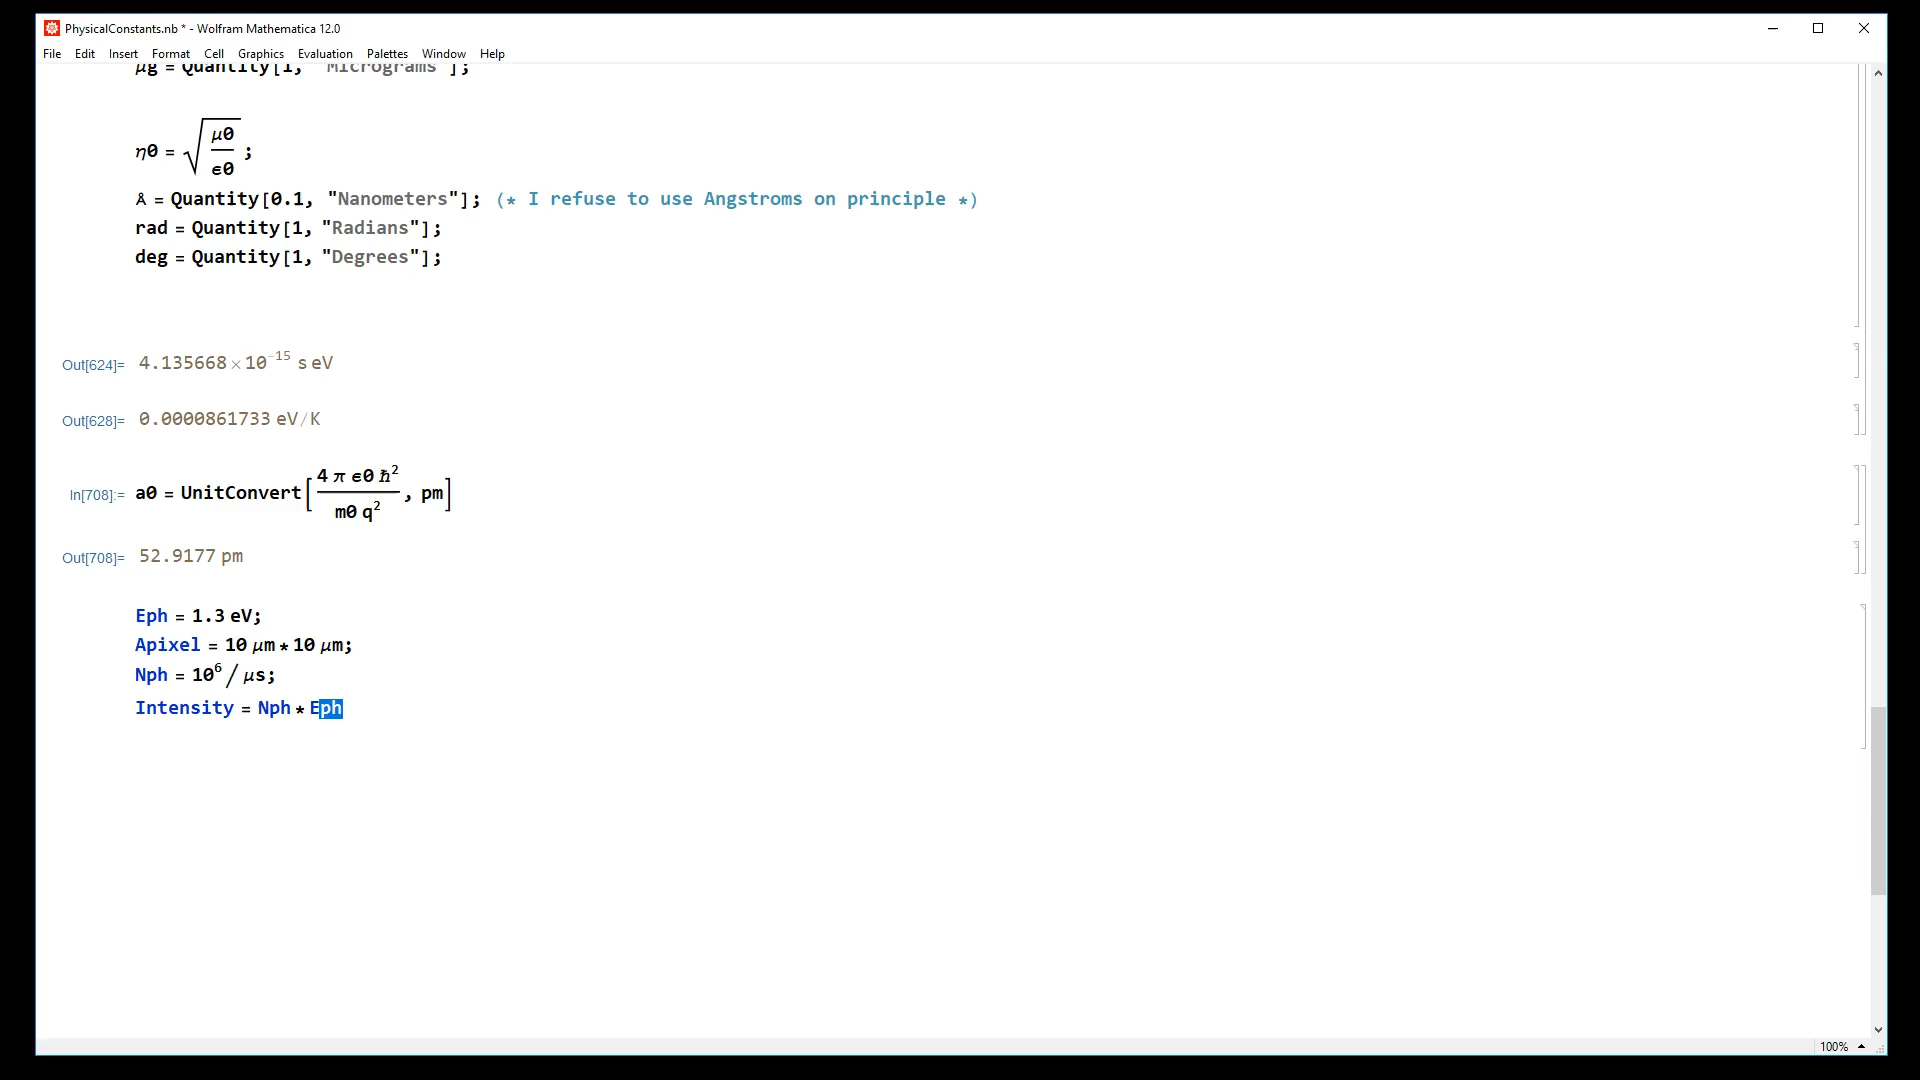 PhysicalConstants.nb * - Wolfram Mathematica 12.0
File Edit Insert Format Cell Graphics Evaluation Palettes Window Help
μg = Quantity[1, "Micrograms"];
η0 = √(μ0/ϵ0);
Å = Quantity[0.1, "Nanometers"]; (* I refuse to use Angstroms on principle *)
rad = Quantity[1, "Radians"];
deg = Quantity[1, "Degrees"];
Out[624]= 4.135668×10⁻¹⁵ s eV
Out[628]= 0.0000861733 eV/K
In[708]:= a0 = UnitConvert[4 π ϵ0 ħ²/m0 q², pm]
Out[708]= 52.9177 pm
Eph = 1.3 eV;
Apixel = 10 μm * 10 μm;
Nph = 10⁶/μs;
Intensity = Nph * Eph
100%